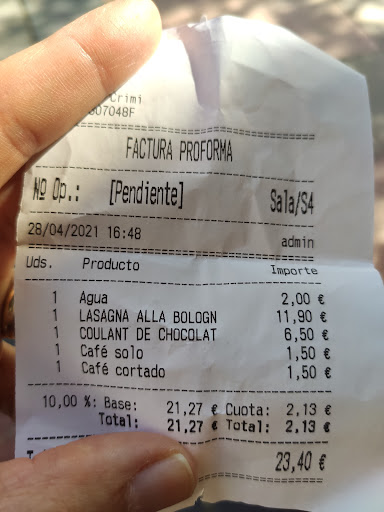 Crimi
07048F
FACTURA PROFORMA
Nº Op.: [Pendiente] Sala/S4
28/04/2021 16:48 admin
Uds. Producto Importe
1 Agua 2,00 €
1 LASAGNA ALLA BOLOGN 11,90 €
1 COULANT DE CHOCOLAT 6,50 €
1 Café solo 1,50 €
1 Café cortado 1,50 €
10,00 %: Base: 21,27 € Cuota: 2,13 €
Total: 21,27 € Total: 2,13 €
23,40 €